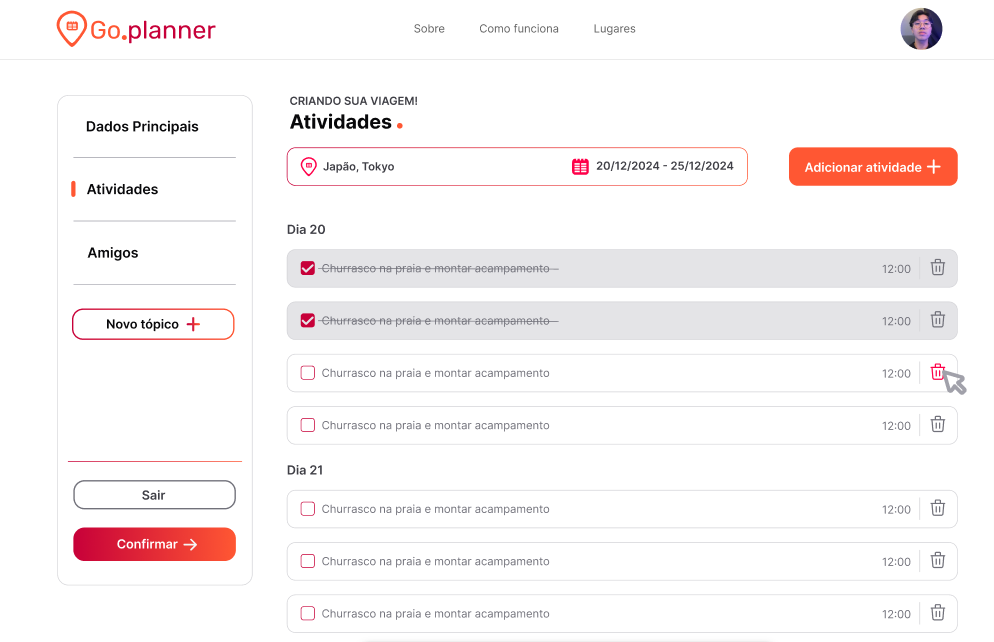 Go.planner
Sobre
Como funciona
Lugares
Dados Principais
Atividades
Amigos
Novo tópico
Sair
Confirmar
CRIANDO SUA VIAGEM!
Atividades.
Japão, Tokyo
20/12/2024 - 25/12/2024
Adicionar atividade
Dia 20
Churrasco na praia e montar acampamento 12:00
Churrasco na praia e montar acampamento 12:00
Churrasco na praia e montar acampamento 12:00
Churrasco na praia e montar acampamento 12:00
Dia 21
Churrasco na praia e montar acampamento 12:00
Churrasco na praia e montar acampamento 12:00
Churrasco na praia e montar acampamento 12:00